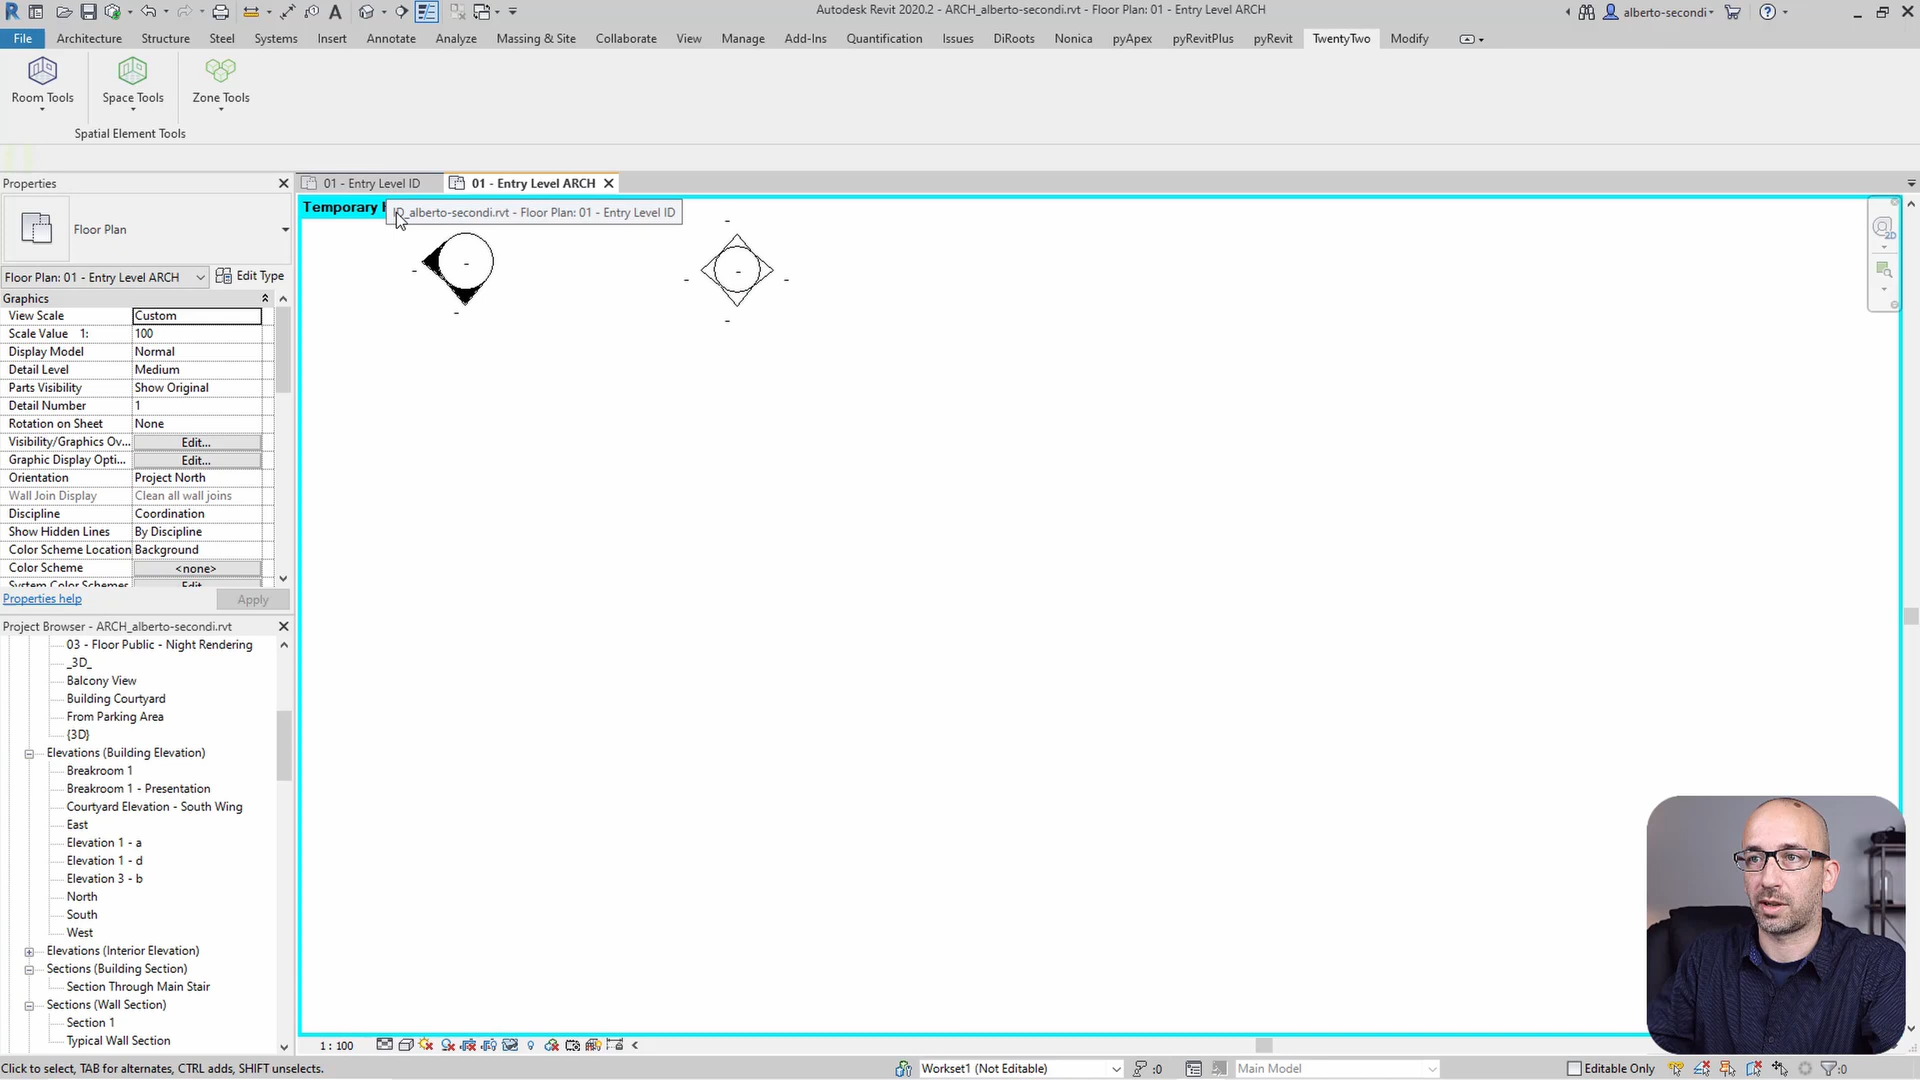 Autodesk Revit 2020.2 - ARCH_alberto-secondi.rvt - Floor Plan: 01 - Entry Level ARCH
alberto-secondi
File Architecture Structure Steel Systems Insert Annotate Analyze Massing & Site Collaborate View Manage Add-Ins Quantification Issues DiRoots Nonica pyApex pyRevitPlus pyRevit TwentyTwo Modify
Room Tools Space Tools Zone Tools
Spatial Element Tools
Properties
01 - Entry Level ID
01 - Entry Level ARCH
Temporary
ID_alberto-secondi.rvt - Floor Plan: 01 - Entry Level ID
Floor Plan
Floor Plan: 01 - Entry Level ARCH
Edit Type
Graphics
View Scale Custom
Scale Value 1: 100
Display Model Normal
Detail Level Medium
Parts Visibility Show Original
Detail Number 1
Rotation on Sheet None
Visibility/Graphics Ov... Edit...
Graphic Display Opti... Edit...
Orientation Project North
Wall Join Display Clean all wall joins
Discipline Coordination
Show Hidden Lines By Discipline
Color Scheme Location Background
Color Scheme <none>
System Color Schemes Edit...
Properties help Apply
Project Browser - ARCH_alberto-secondi.rvt
03 - Floor Public - Night Rendering
_3D_
Balcony View
Building Courtyard
From Parking Area
{3D}
Elevations (Building Elevation)
Breakroom 1
Breakroom 1 - Presentation
Courtyard Elevation - South Wing
East
Elevation 1 - a
Elevation 1 - d
Elevation 3 - b
North
South
West
Elevations (Interior Elevation)
Sections (Building Section)
Section Through Main Stair
Sections (Wall Section)
Section 1
Typical Wall Section
1 : 100
Click to select, TAB for alternates, CTRL adds, SHIFT unselects.
Workset1 (Not Editable)
:0
Main Model
Editable Only
:0